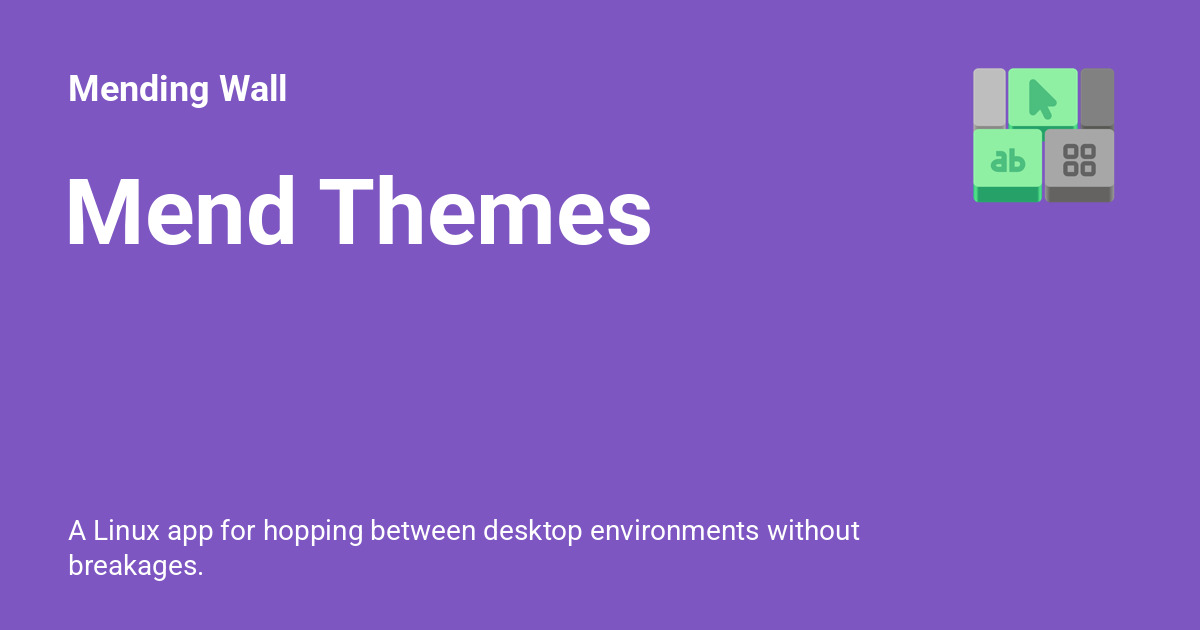 Mending Wall
Mend Themes
ab
A Linux app for hopping between desktop environments without
breakages.